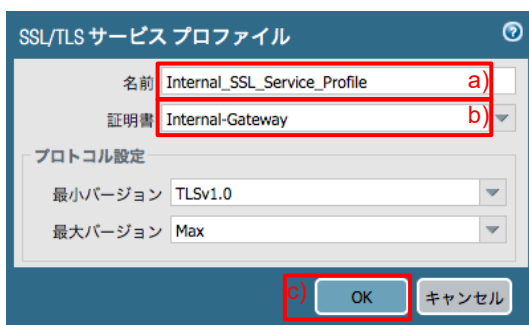 SSL/TLS サービス プロファイル
名前 Internal_SSL_Service_Profile a)
証明書 Internal-Gateway b)
プロトコル設定
最小バージョン TLSv1.0
最大バージョン Max
c) OK キャンセル